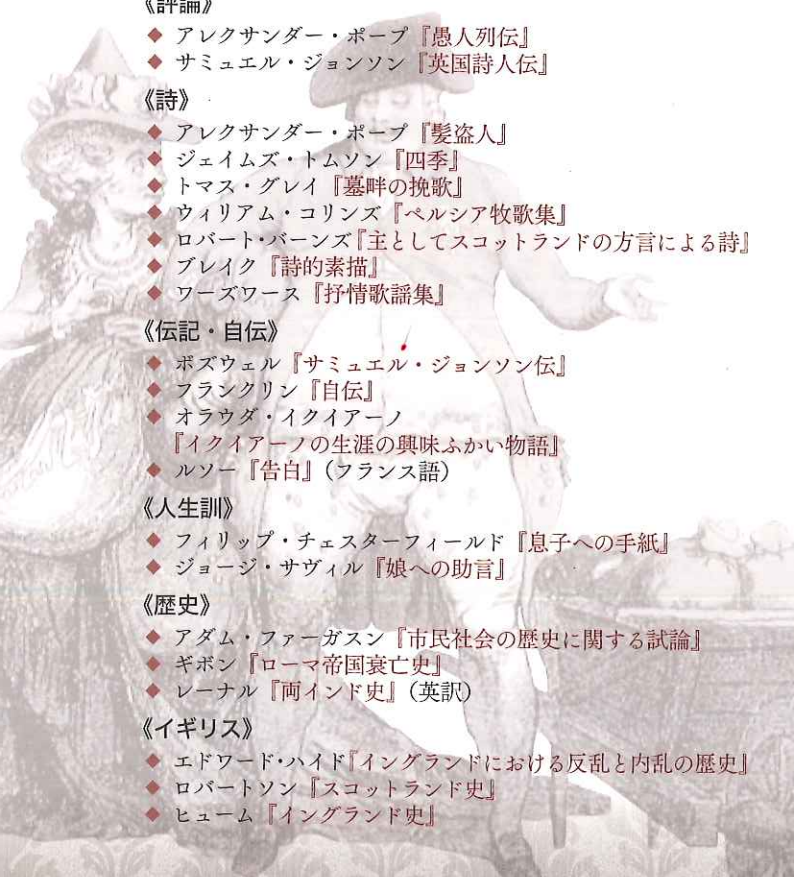 《評論》
◆ アレクサンダー・ポープ『愚人列伝』
◆ サミュエル・ジョンソン『英国詩人伝』
《詩》
◆ アレクサンダー・ポープ『髪盗人』
◆ ジェイムズ・トムソン『四季』
◆ トマス・グレイ『墓畔の挽歌』
◆ ウィリアム・コリンズ『ペルシア牧歌集』
◆ ロバート・バーンズ『主としてスコットランドの方言による詩』
◆ ブレイク『詩的素描』
◆ ワーズワース『抒情歌謡集』
《伝記・自伝》
◆ ボズウェル『サミュエル・ジョンソン伝』
◆ フランクリン『自伝』
◆ オラウダ・イクイアーノ
『イクイアーノの生涯の興味ふかい物語』
◆ ルソー『告白』（フランス語）
《人生訓》
◆ フィリップ・チェスターフィールド『息子への手紙』
◆ ジョージ・サヴィル『娘への助言』
《歴史》
◆ アダム・ファーガスン『市民社会の歴史に関する試論』
◆ ギボン『ローマ帝国衰亡史』
◆ レーナル『両インド史』（英訳）
《イギリス》
◆ エドワード・ハイド『イングランドにおける反乱と内乱の歴史』
◆ ロバートソン『スコットランド史』
◆ ヒューム『イングランド史』